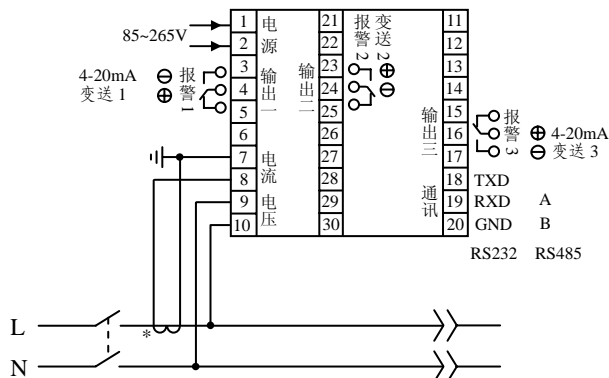 85~265V
1 电 21 变送2 11
2 源 22 报警2 12
4-20mA ⊖ 报警1 3 输出一 23 ⊕ 13
变送 1 ⊕ 4 输出二 24 ⊖ 14
5 25 输出三 15 报警3
6 26 16 ⊕ 4-20mA
7 电流 27 17 ⊖ 变送 3
8 28 通讯 18 TXD
9 电压 29 19 RXD A
10 30 20 GND B
RS232 RS485
L *
N